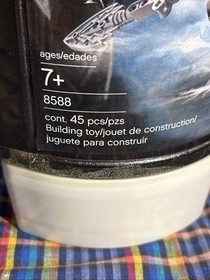 ages/edades
7+
8588
cont. 45 pcs/pzs
Building toy/jouet de construction/
juguete para construir